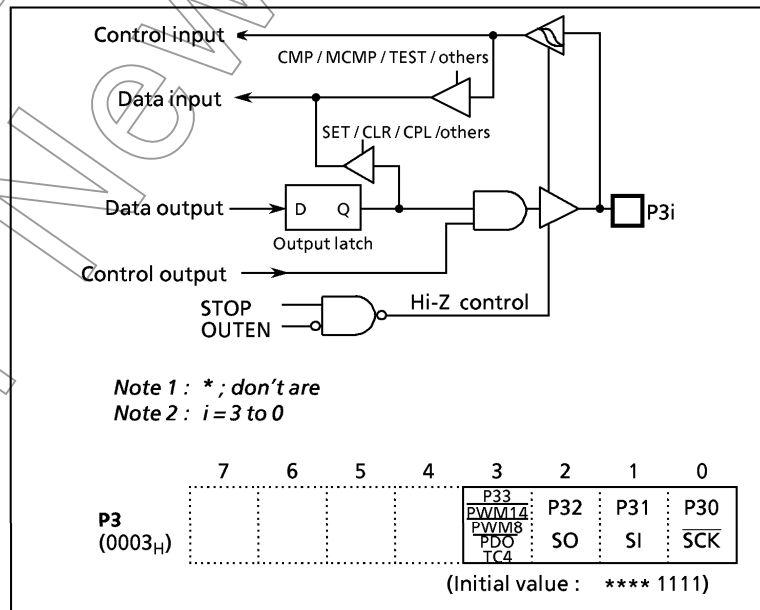 Control input
CMP / MCMP / TEST / others
Data input
SET / CLR / CPL /others
Data output
D Q
P3i
Output latch
Control output
STOP
OUTEN
Hi-Z control
Note 1 : * ; don't are
Note 2 : i = 3 to 0
7 6 5 4 3 2 1 0
P3
(0003H)
P33
PWM14
PWM8
PDO
TC4
P32
SO
P31
SI
P30
SCK
(Initial value : **** 1111)
New